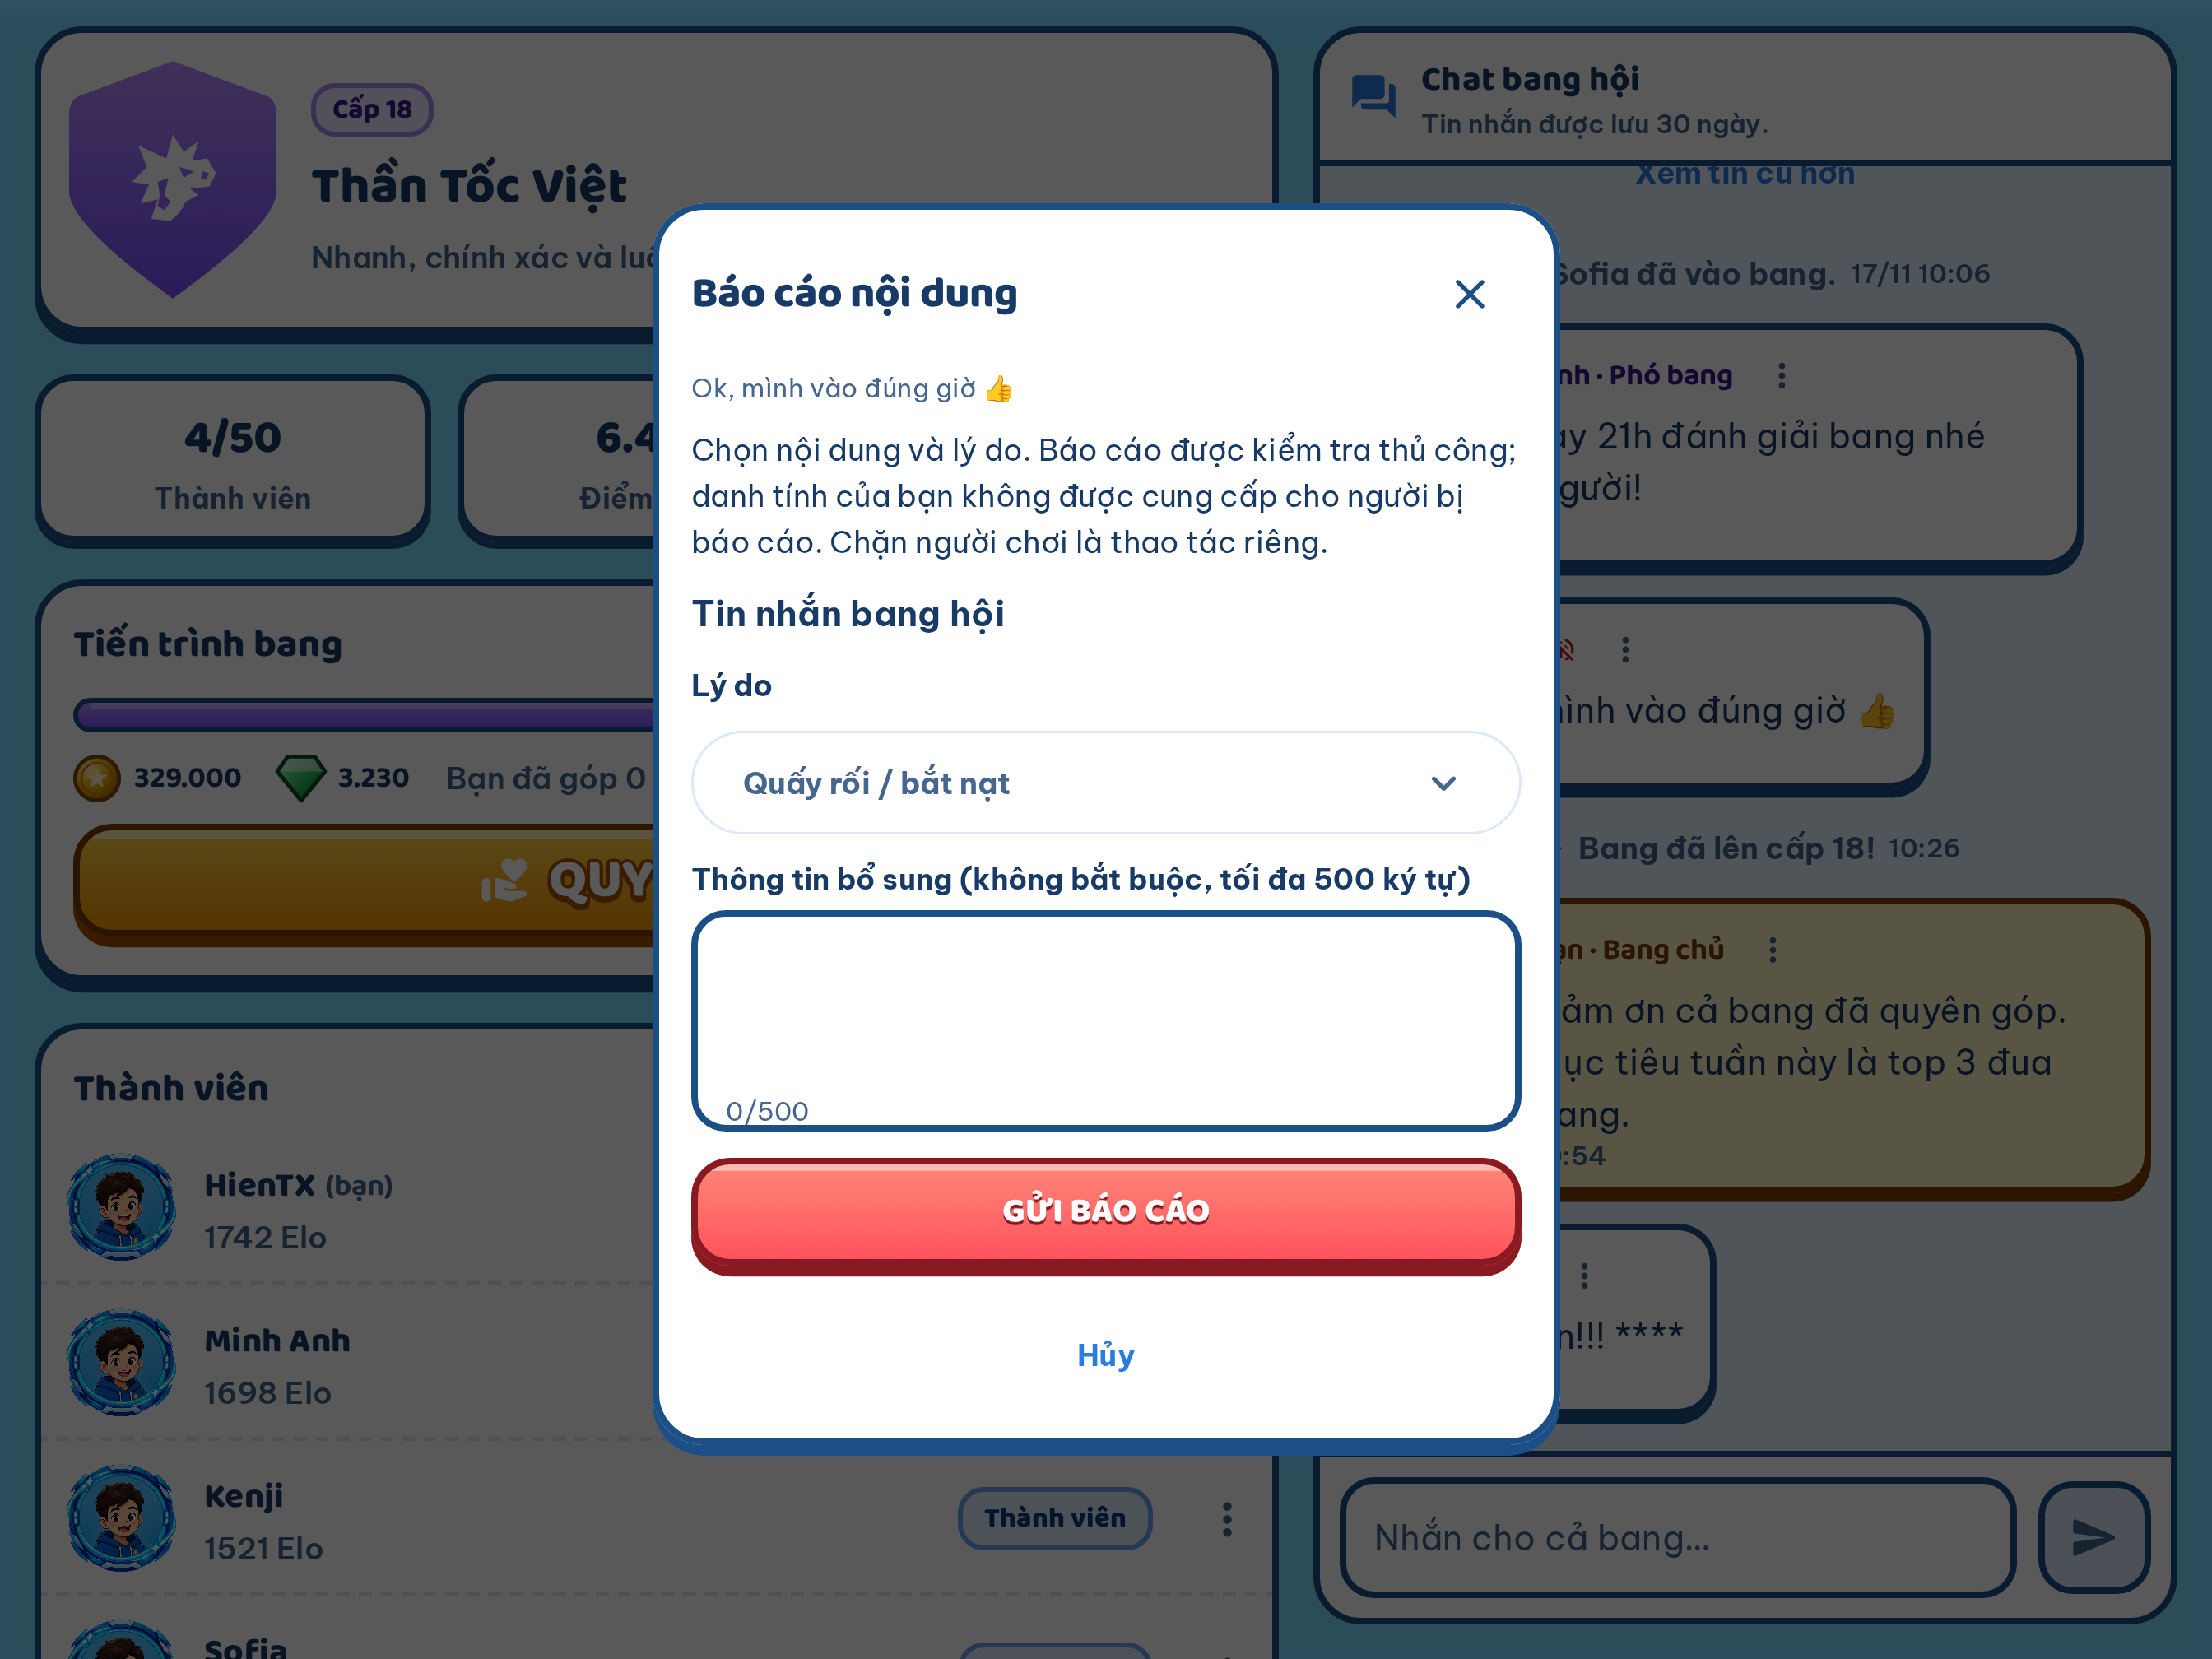 Cấp 18
Thần Tốc Việt
Nhanh, chính xác và
4/50
Thành viên
6.4
Điểm
Tiến trình bang
329.000
3.230
Bạn đã góp 0
QUY
Thành viên
HienTX (bạn)
1742 Elo
Minh Anh
1698 Elo
Kenji
1521 Elo
Thành viên
Sofia
Báo cáo nội dung
Ok, mình vào đúng giờ 👍
Chọn nội dung và lý do. Báo cáo được kiểm tra thủ công;
danh tính của bạn không được cung cấp cho người bị
báo cáo. Chặn người chơi là thao tác riêng.
Tin nhắn bang hội
Lý do
Quấy rối / bắt nạt
Thông tin bổ sung (không bắt buộc, tối đa 500 ký tự)
0/500
GỬI BÁO CÁO
Hủy
Chat bang hội
Tin nhắn được lưu 30 ngày.
Xem tin cũ hơn
Sofia đã vào bang. 17/11 10:06
nh · Phó bang
ay 21h đánh giải bang nhé
gười!
mình vào đúng giờ 👍
Bang đã lên cấp 18! 10:26
ạn · Bang chủ
ảm ơn cả bang đã quyên góp.
ục tiêu tuần này là top 3 đua
ang.
:54
n!!! ****
Nhắn cho cả bang...